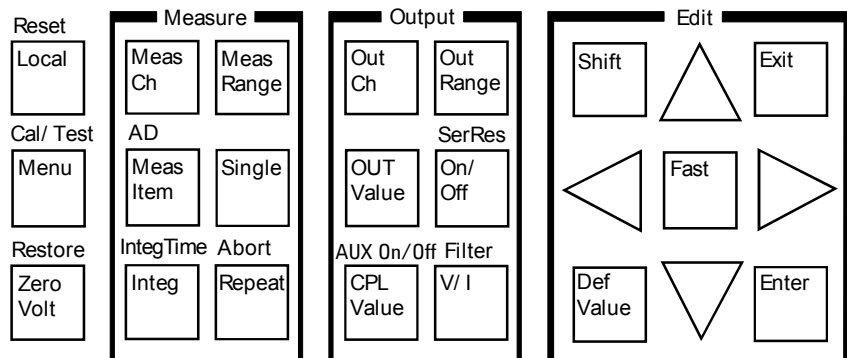 Measure
Output
Edit
Reset
Local
Meas
Ch
Meas
Range
Out
Ch
Out
Range
Shift
Exit
Cal/ Test
AD
SerRes
Menu
Meas
Item
Single
OUT
Value
On/
Off
Fast
Restore
IntegTime
Abort
AUX On/Off
Filter
Zero
Volt
Integ
Repeat
CPL
Value
V/ I
Def
Value
Enter